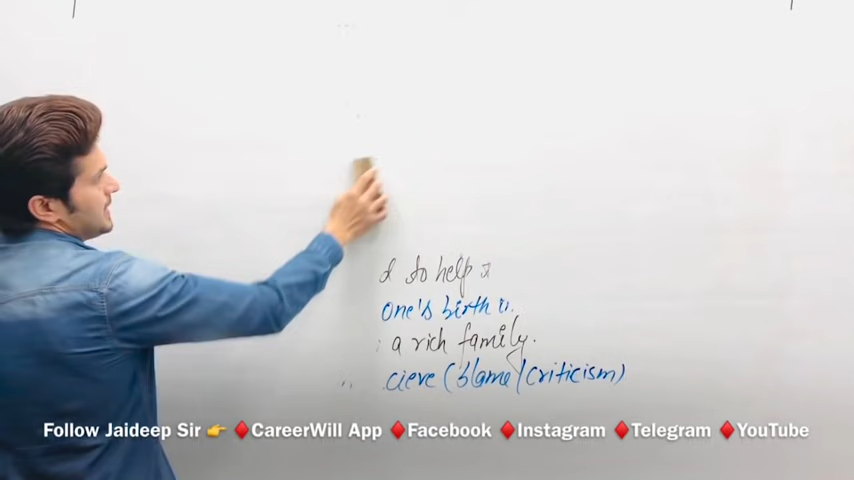 to help
one's birth
a rich family.
cieve (blame/criticism)
Follow Jaideep Sir 👉 ♦CareerWill App ♦Facebook ♦Instagram ♦Telegram ♦YouTube